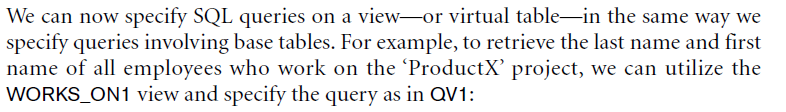 We can now specify SQL queries on a view—or virtual table—in the same way we
specify queries involving base tables. For example, to retrieve the last name and first
name of all employees who work on the ‘ProductX’ project, we can utilize the
WORKS_ON1 view and specify the query as in QV1: